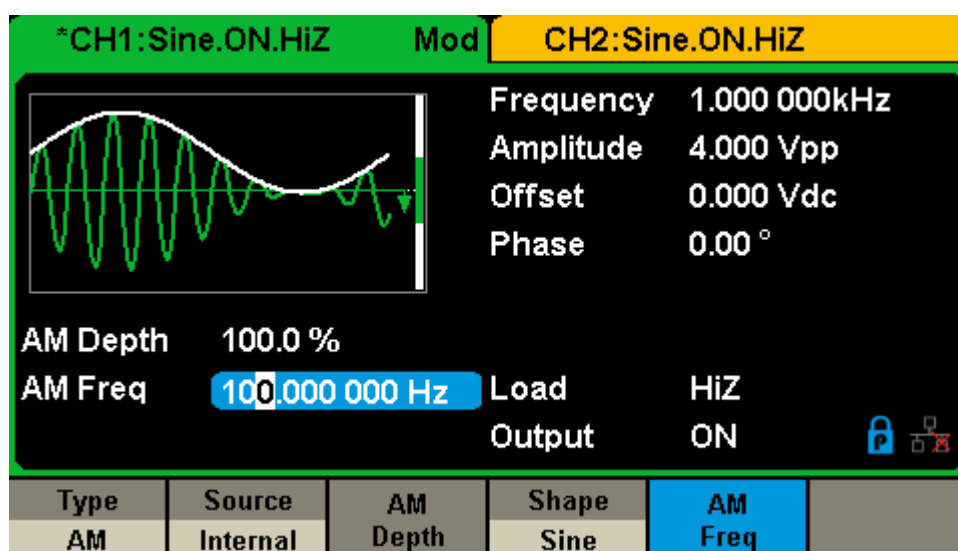 *CH1:Sine.ON.HiZ Mod CH2:Sine.ON.HiZ
Frequency 1.000 000kHz
Amplitude 4.000 Vpp
Offset 0.000 Vdc
Phase 0.00 °
AM Depth 100.0 %
AM Freq 100.000 000 Hz Load HiZ
Output ON P
Type Source AM Depth Shape AM Freq
AM Internal Sine